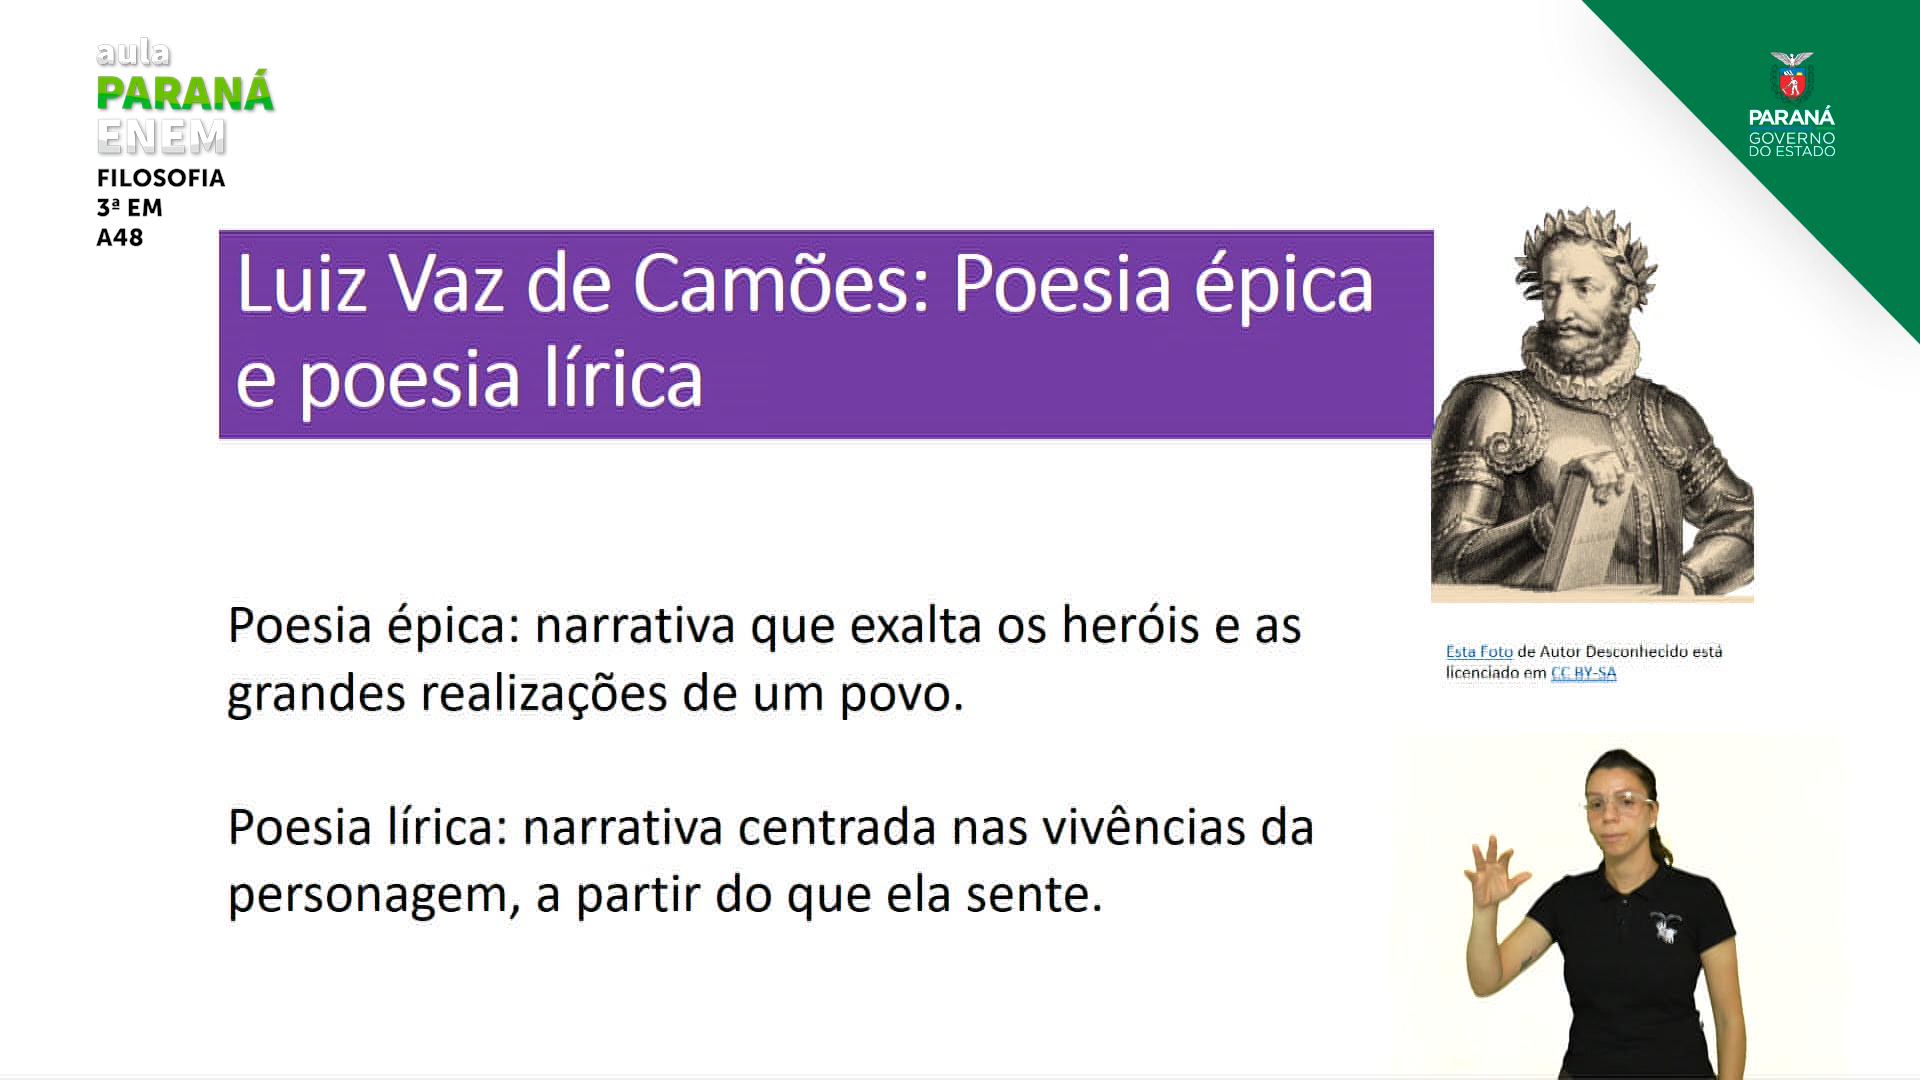 aula
PARANÁ
ENEM
FILOSOFIA
3ª EM
A48
PARANÁ
GOVERNO
DO ESTADO
Luiz Vaz de Camões: Poesia épica
e poesia lírica
Poesia épica: narrativa que exalta os heróis e as
grandes realizações de um povo.
Poesia lírica: narrativa centrada nas vivências da
personagem, a partir do que ela sente.
Esta Foto de Autor Desconhecido está
licenciado em CC BY-SA